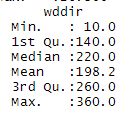 wddir
Min.   : 10.0
1st Qu.:140.0
Median :220.0
Mean   :198.2
3rd Qu.:260.0
Max.   :360.0